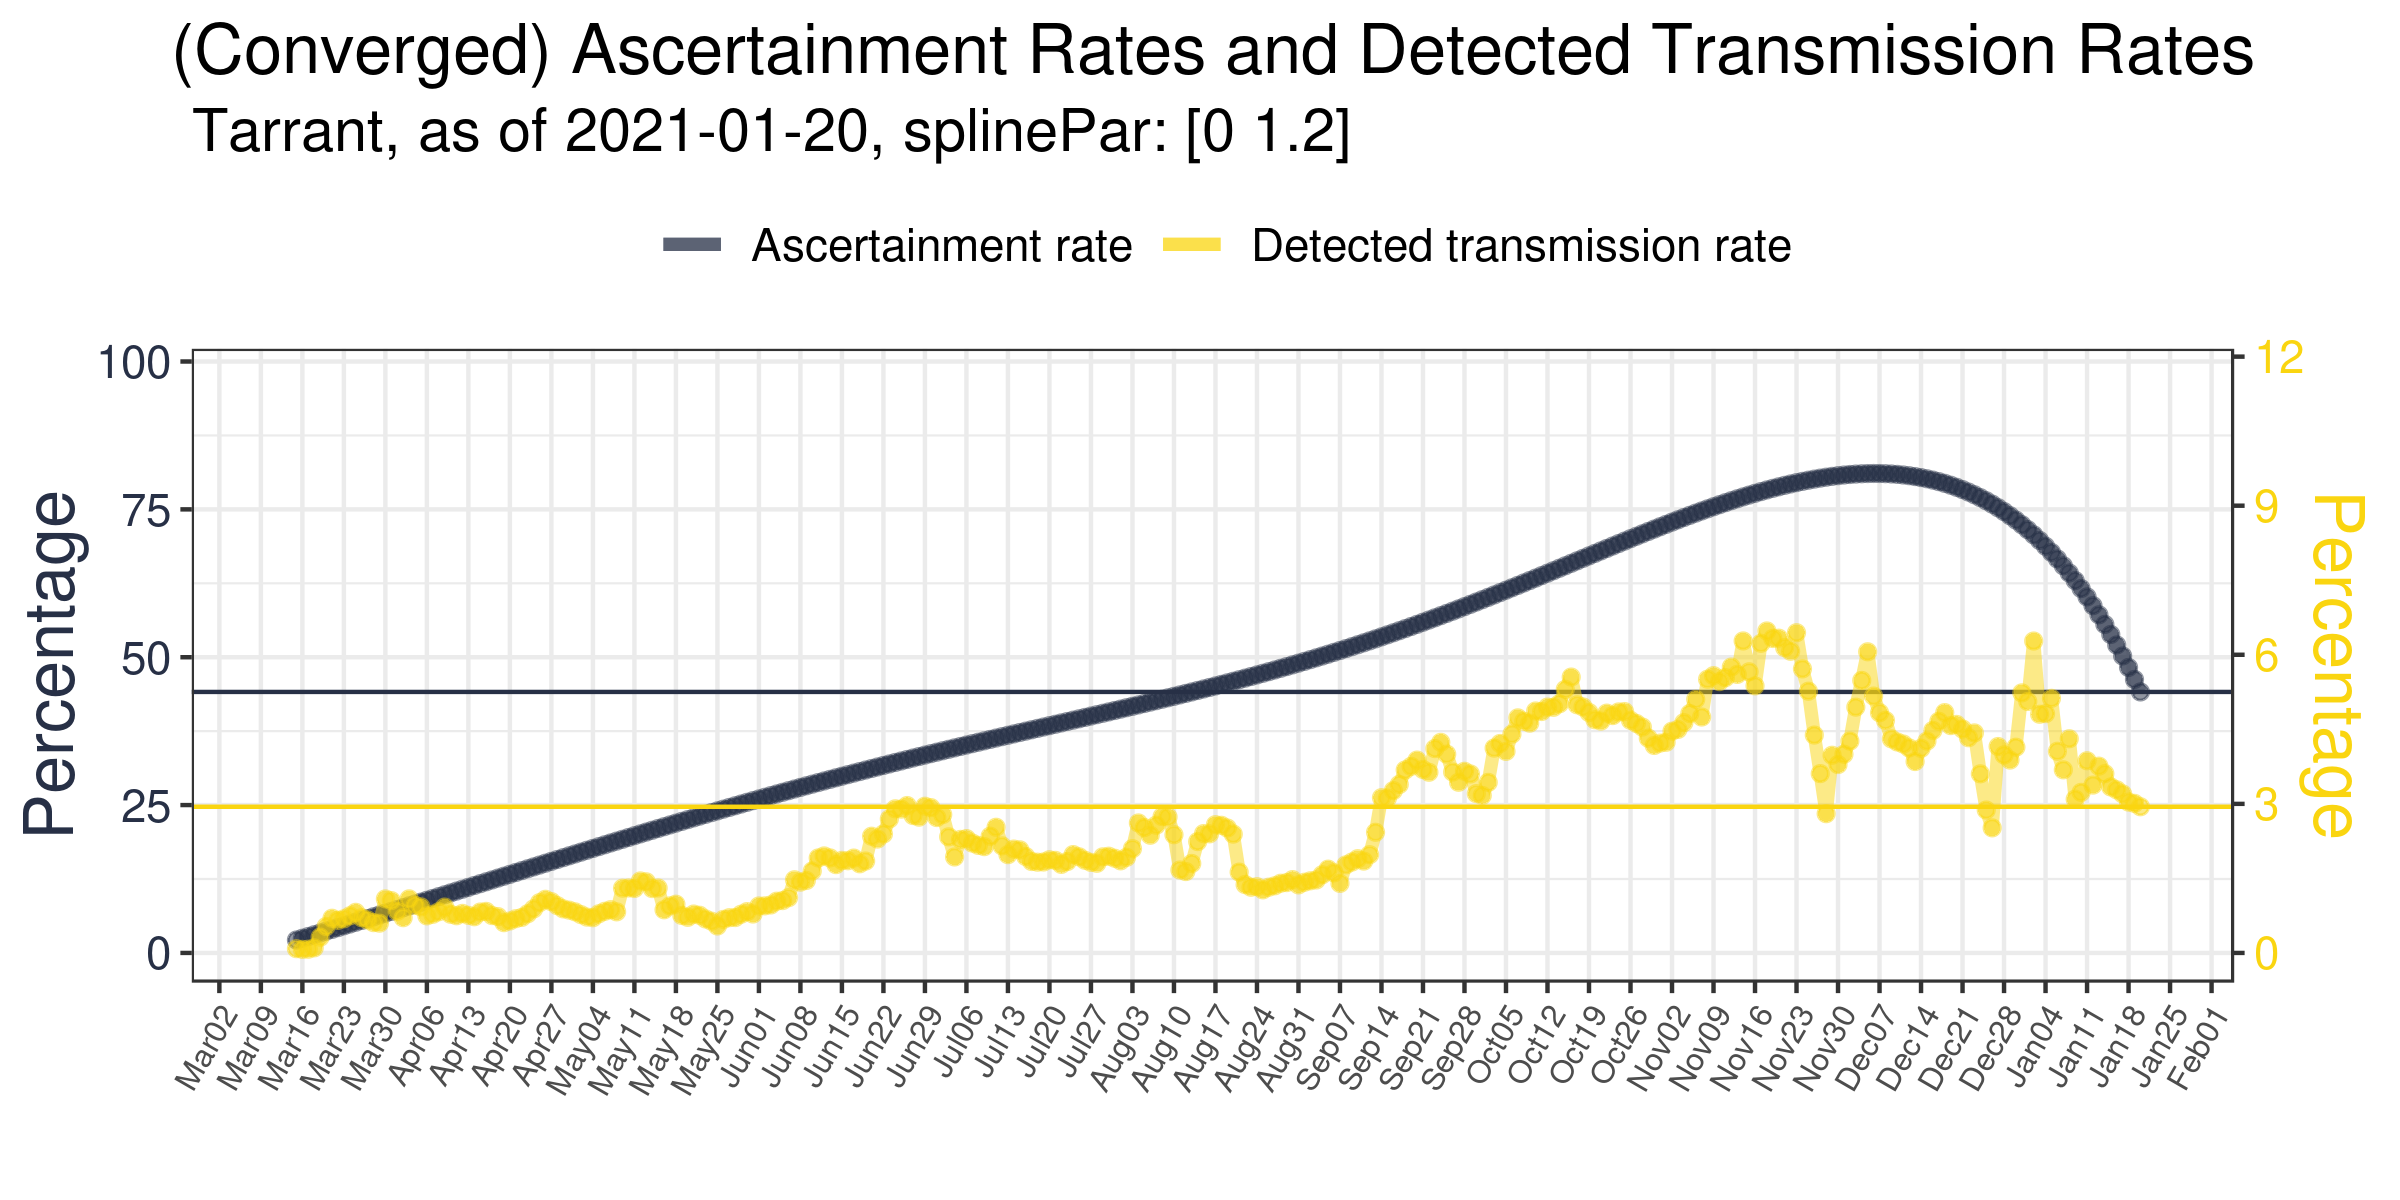 (Converged) Ascertainment Rates and Detected Transmission Rates
Tarrant, as of 2021-01-20, splinePar: [0 1.2]
Ascertainment rate Detected transmission rate
Percentage
100
75
50
25
0
12
9
6
3
0
Percentage
Mar02 Mar09 Mar16 Mar23 Mar30 Apr06 Apr13 Apr20 Apr27 May04 May11 May18 May25 Jun01 Jun08 Jun15 Jun22 Jun29 Jul06 Jul13 Jul20 Jul27 Aug03 Aug10 Aug17 Aug24 Aug31 Sep07 Sep14 Sep21 Sep28 Oct05 Oct12 Oct19 Oct26 Nov02 Nov09 Nov16 Nov23 Nov30 Dec07 Dec14 Dec21 Dec28 Jan04 Jan11 Jan18 Jan25 Feb01